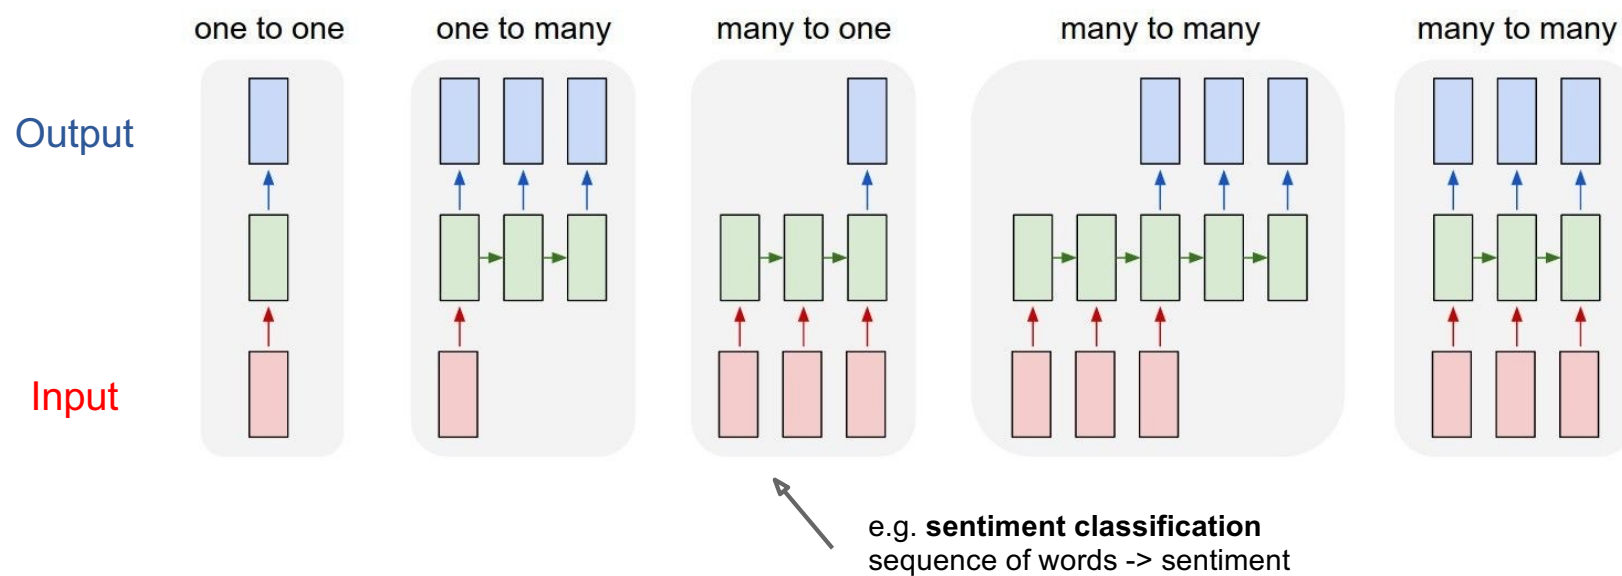 one to one
one to many
many to one
many to many
many to many
Output
Input
e.g. sentiment classification
sequence of words -> sentiment